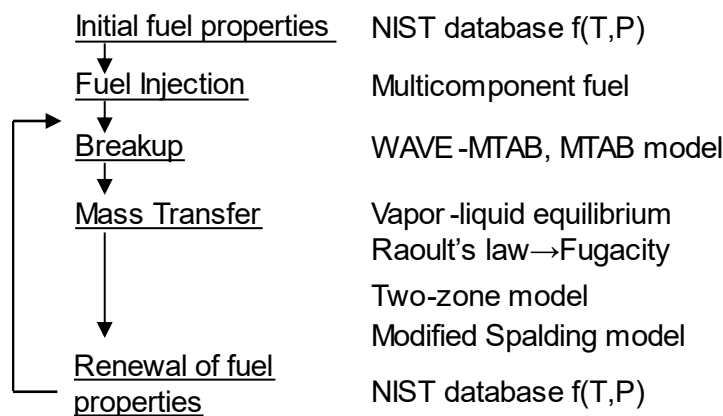 Initial fuel properties NIST database f(T,P)
Fuel Injection Multicomponent fuel
Breakup WAVE-MTAB, MTAB model
Mass Transfer Vapor-liquid equilibrium
Raoult's law→Fugacity
Two-zone model
Modified Spalding model
Renewal of fuel
properties NIST database f(T,P)